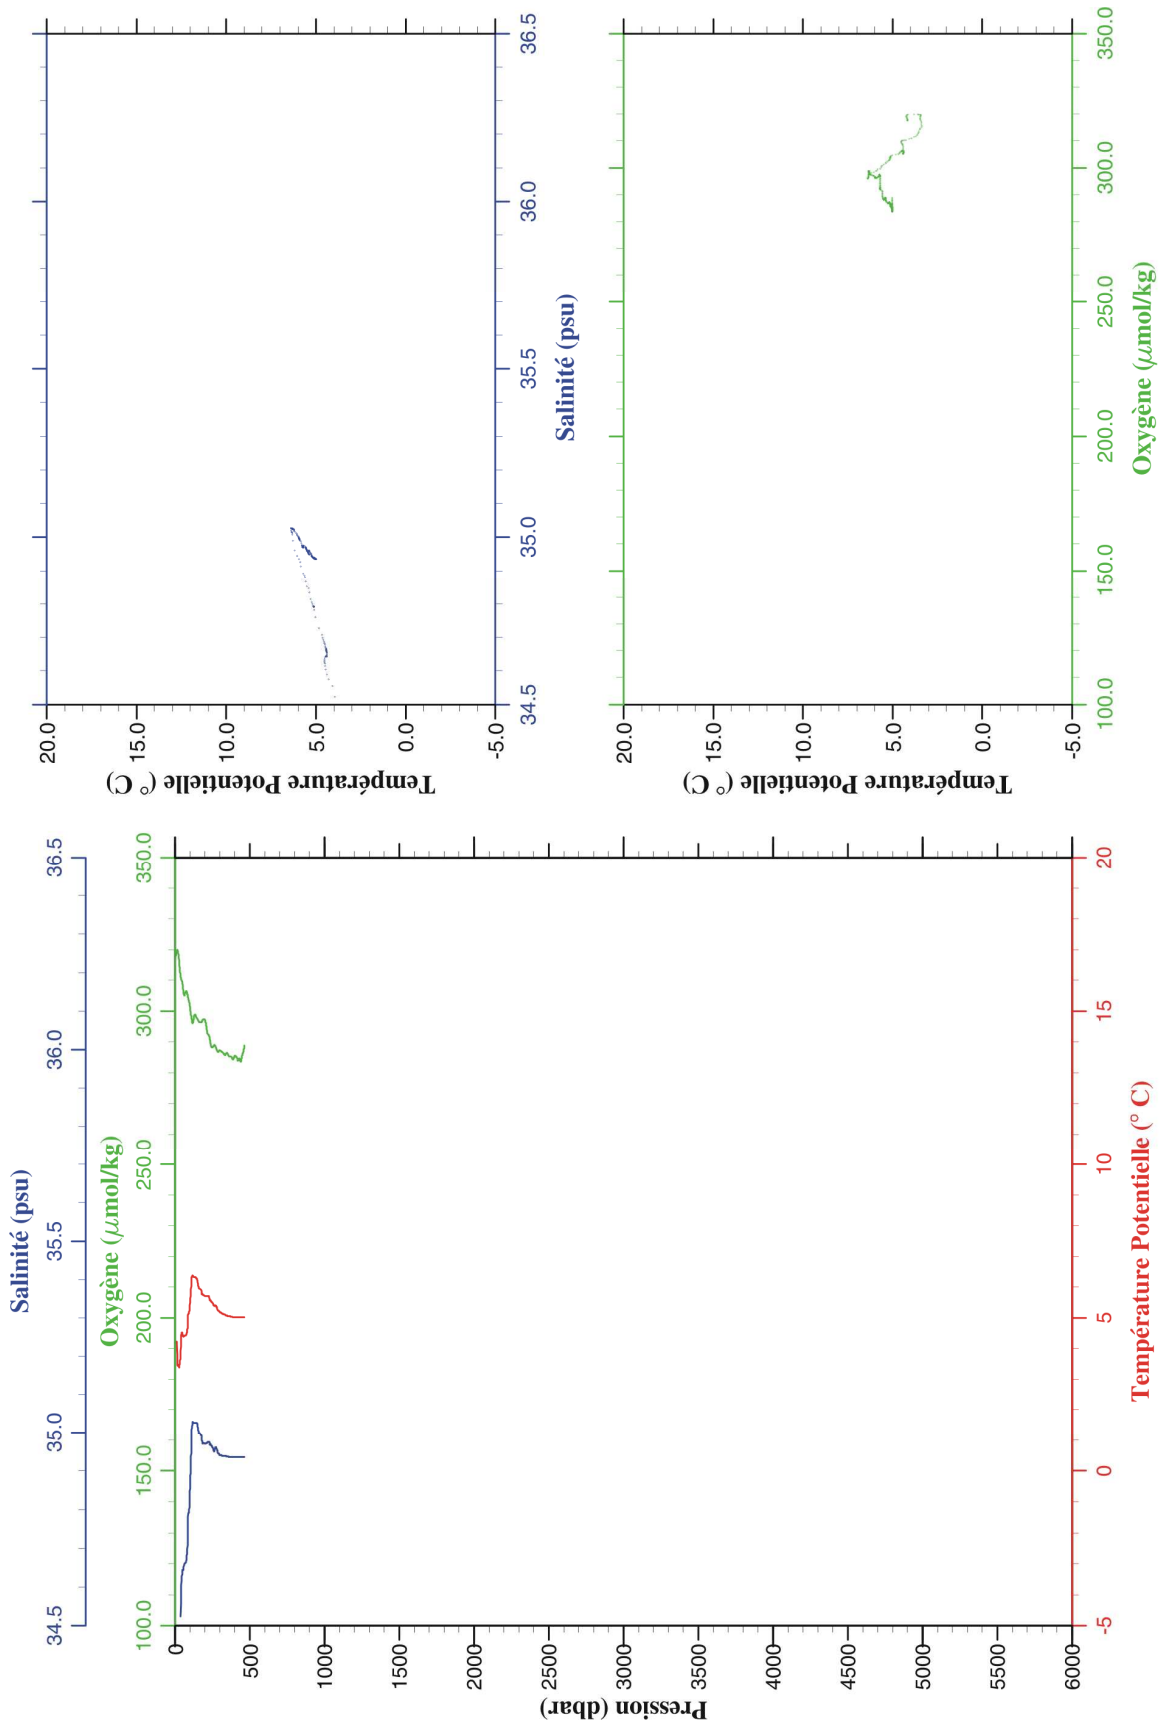 Salinité (psu)
34.5 35.0 35.5 36.0 36.5
Oxygène (μmol/kg)
100.0 150.0 200.0 250.0 300.0 350.0
Pression (dbar)
0
500
1000
1500
2000
2500
3000
3500
4000
4500
5000
5500
6000
-5 0 5 10 15 20
Température Potentielle (° C)
Température Potentielle (° C)
20.0
15.0
10.0
5.0
0.0
-5.0
34.5 35.0 35.5 36.0 36.5
Salinité (psu)
Température Potentielle (° C)
20.0
15.0
10.0
5.0
0.0
-5.0
100.0 150.0 200.0 250.0 300.0 350.0
Oxygène (μmol/kg)